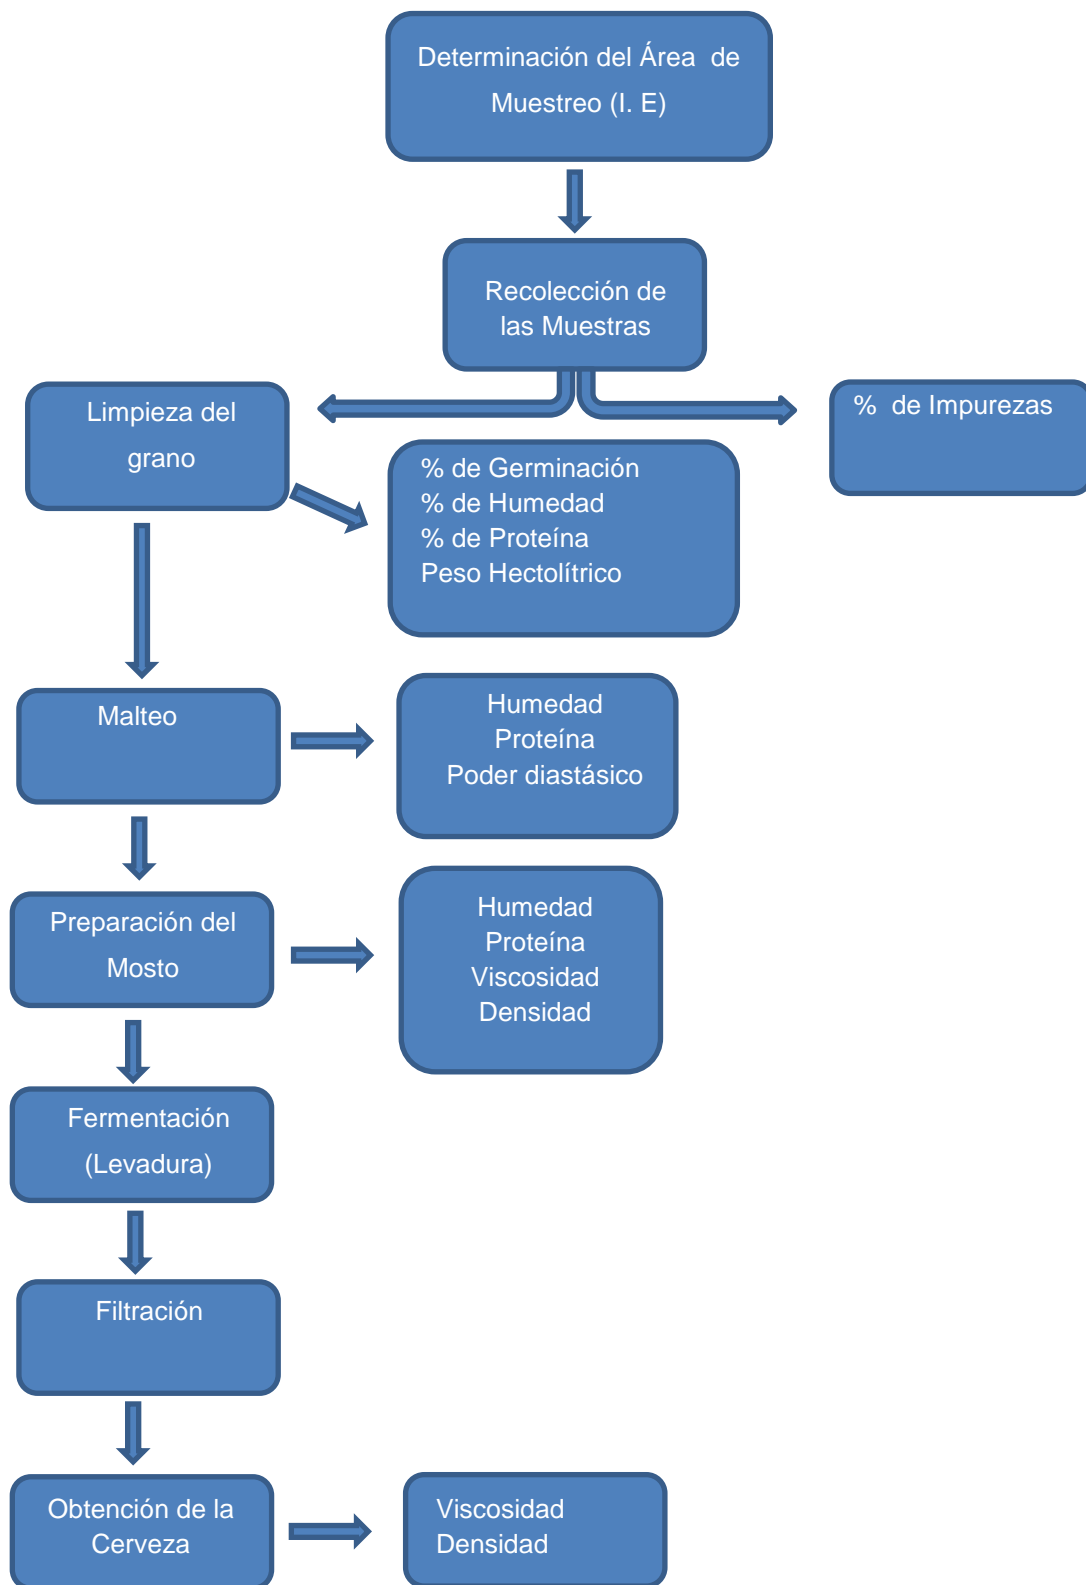 Determinación del Área de
Muestreo (I. E)
Recolección de
las Muestras
Limpieza del
grano
% de Impurezas
% de Germinación
% de Humedad
% de Proteína
Peso Hectolítrico
Malteo
Humedad
Proteína
Poder diastásico
Preparación del
Mosto
Humedad
Proteína
Viscosidad
Densidad
Fermentación
(Levadura)
Filtración
Obtención de la
Cerveza
Viscosidad
Densidad